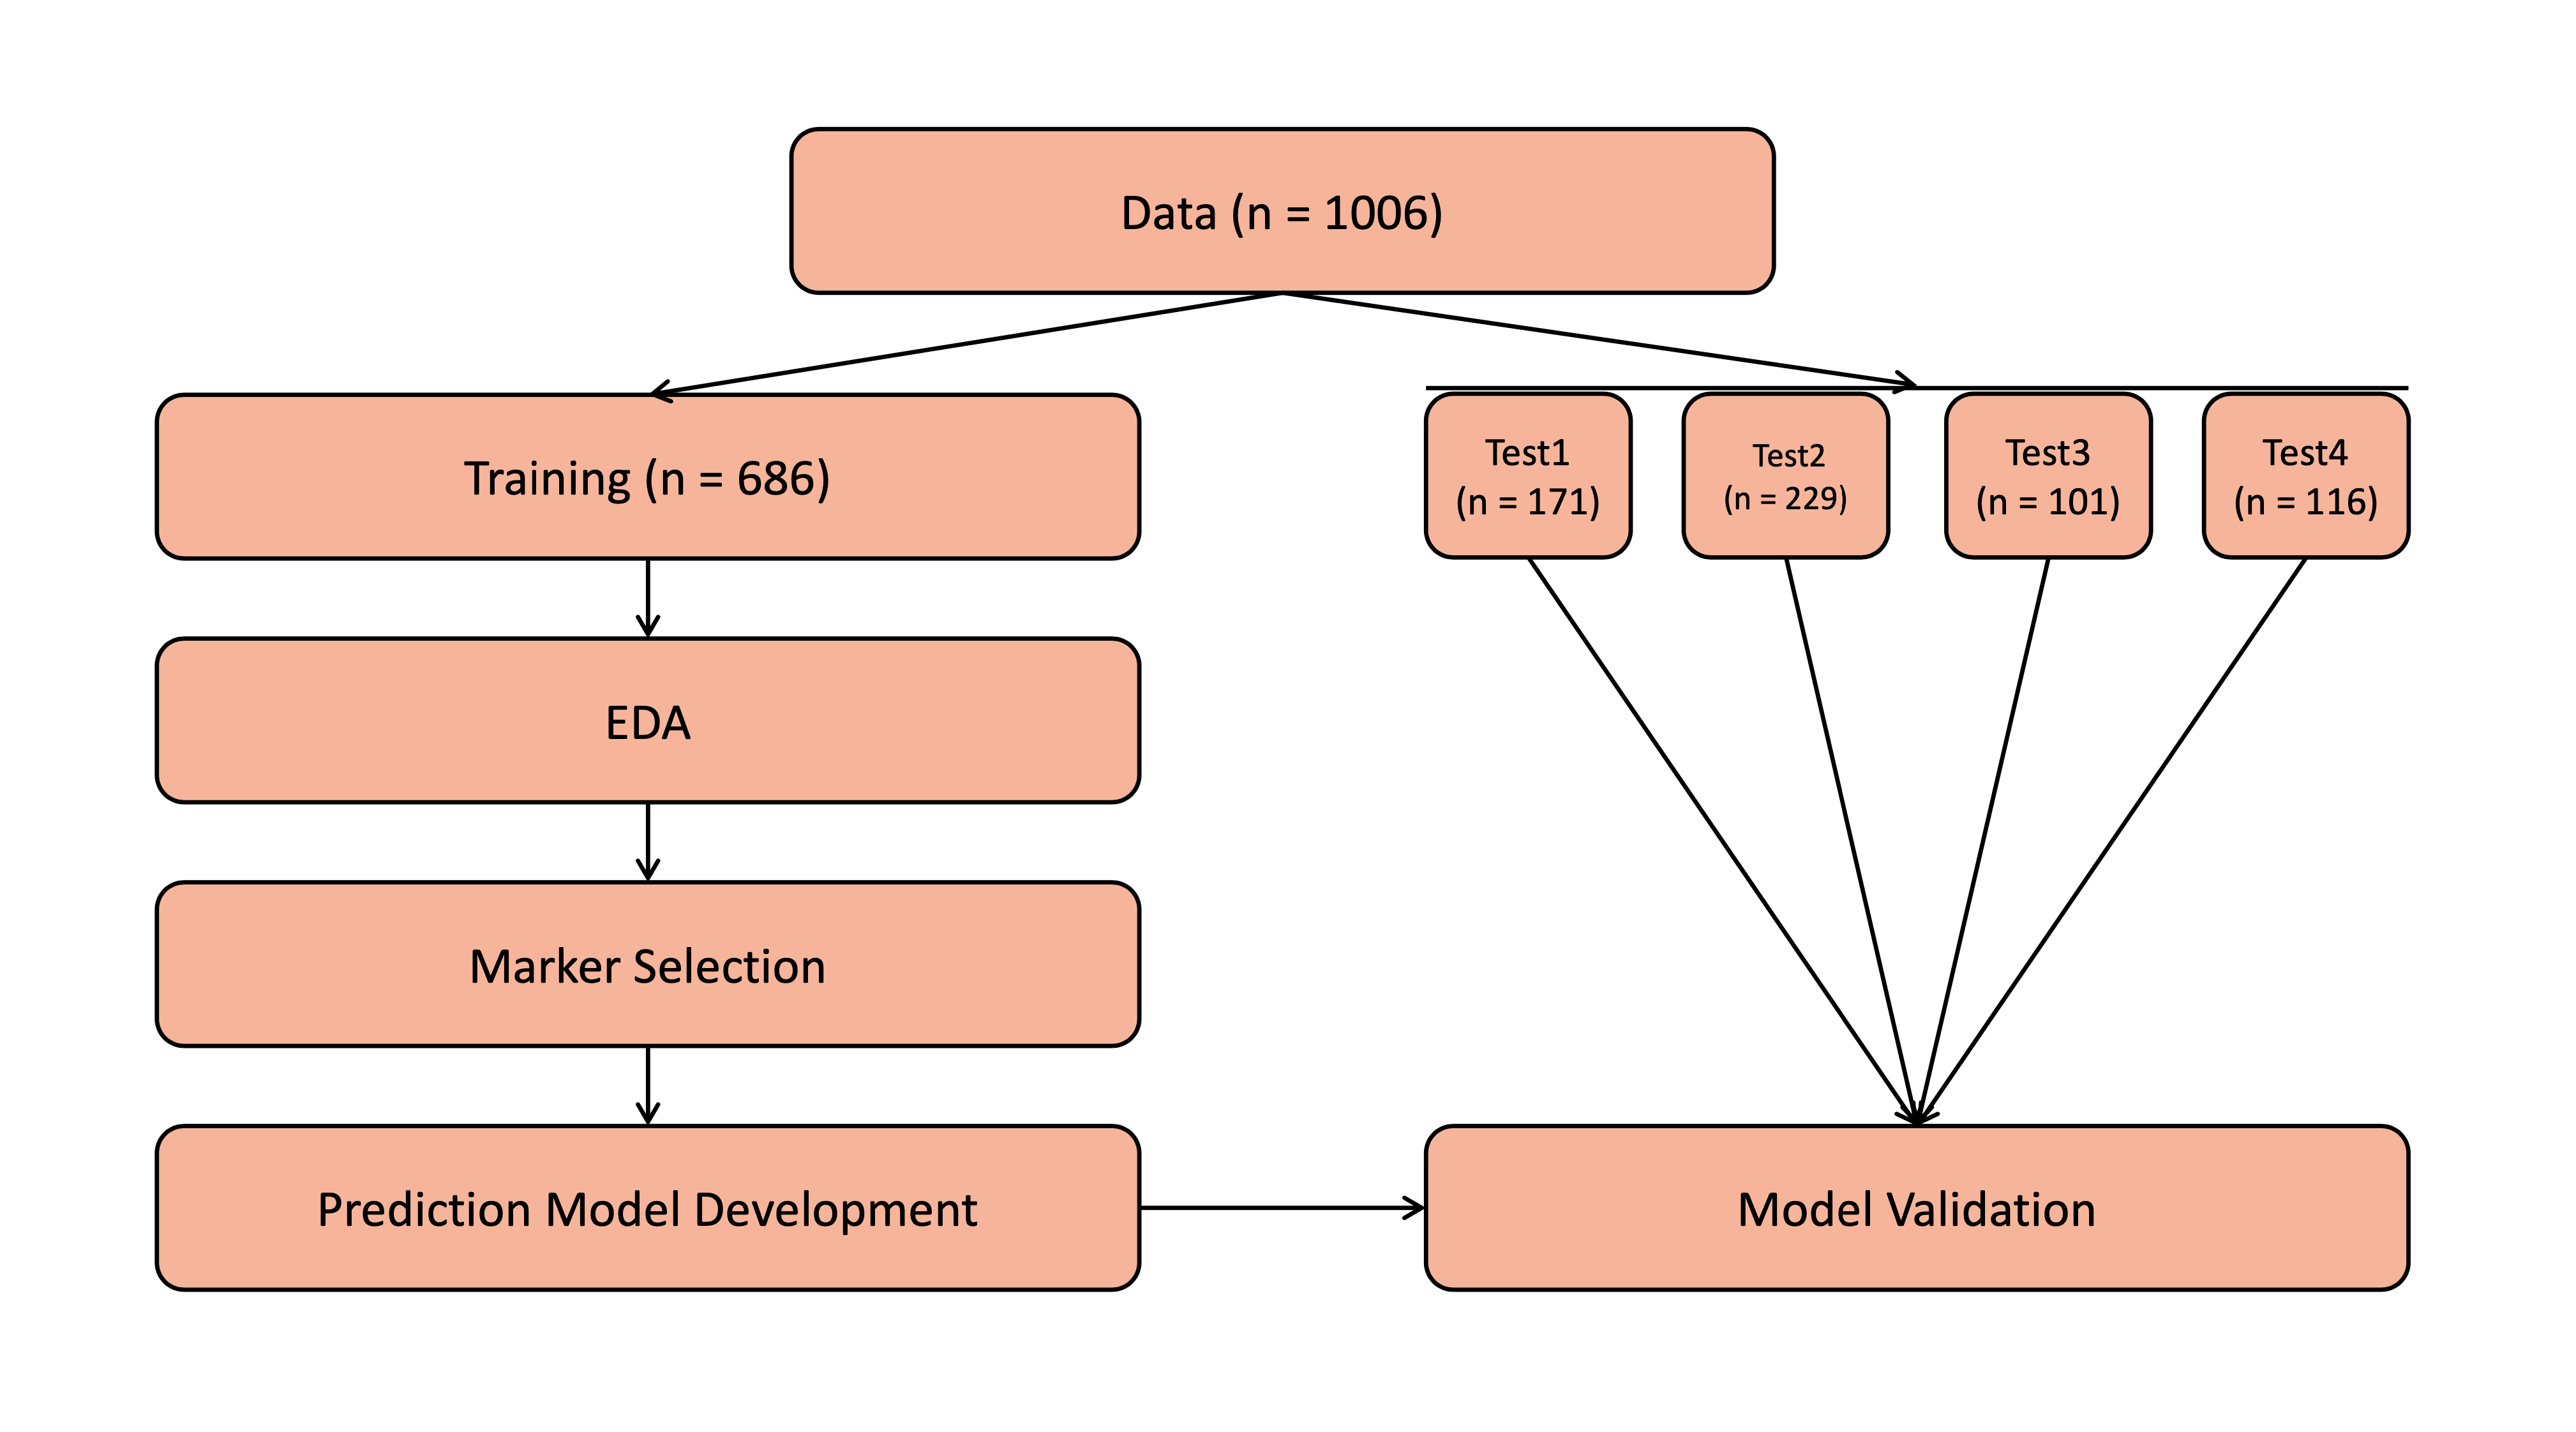 Data (n = 1006)
Training (n = 686)
Test1
(n = 171)
Test2
(n = 229)
Test3
(n = 101)
Test4
(n = 116)
EDA
Marker Selection
Prediction Model Development
Model Validation